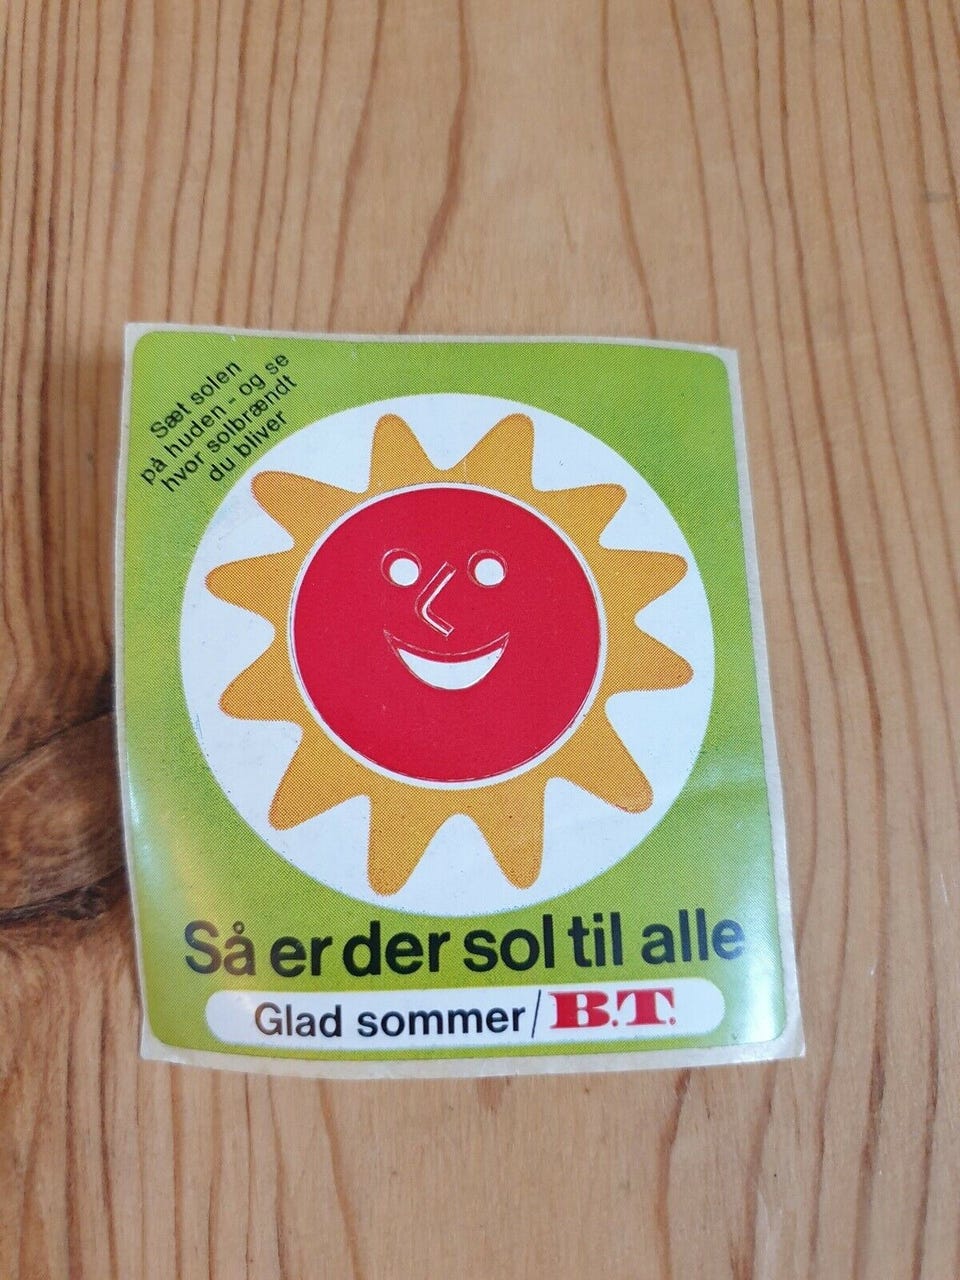 Sæt solen
på huden - og se
hvor solbrændt
du bliver
Så er der sol til alle
Glad sommer/B.T.